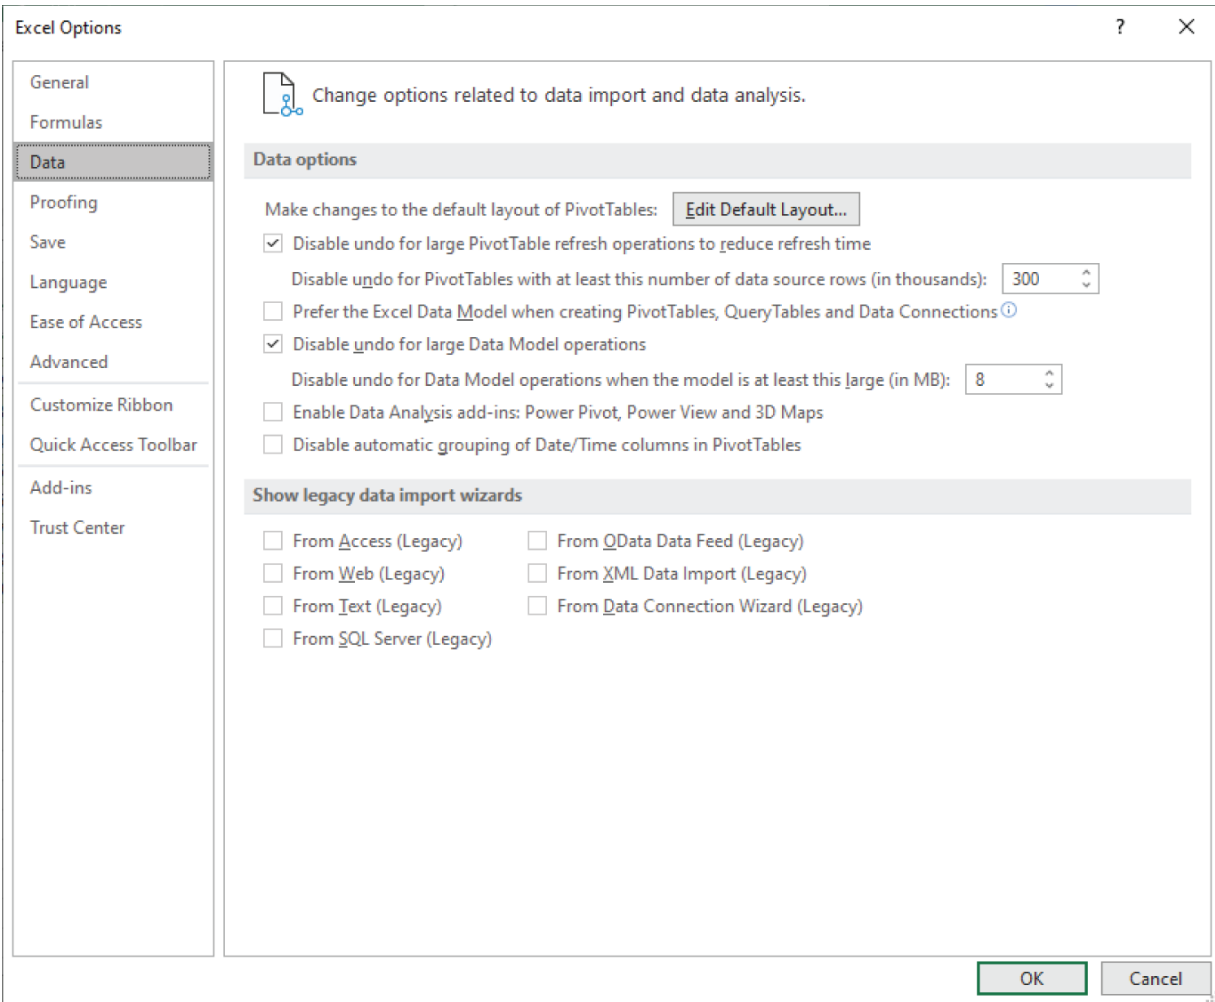 Excel Options
?
General
Formulas
Data
Proofing
Save
Language
Ease of Access
Advanced
Customize Ribbon
Quick Access Toolbar
Add-ins
Trust Center
Change options related to data import and data analysis.
Data options
Make changes to the default layout of PivotTables: Edit Default Layout...
Disable undo for large PivotTable refresh operations to reduce refresh time
Disable undo for PivotTables with at least this number of data source rows (in thousands): 300
Prefer the Excel Data Model when creating PivotTables, QueryTables and Data Connections
Disable undo for large Data Model operations
Disable undo for Data Model operations when the model is at least this large (in MB): 8
Enable Data Analysis add-ins: Power Pivot, Power View and 3D Maps
Disable automatic grouping of Date/Time columns in PivotTables
Show legacy data import wizards
From Access (Legacy) From OData Data Feed (Legacy)
From Web (Legacy) From XML Data Import (Legacy)
From Text (Legacy) From Data Connection Wizard (Legacy)
From SQL Server (Legacy)
OK Cancel